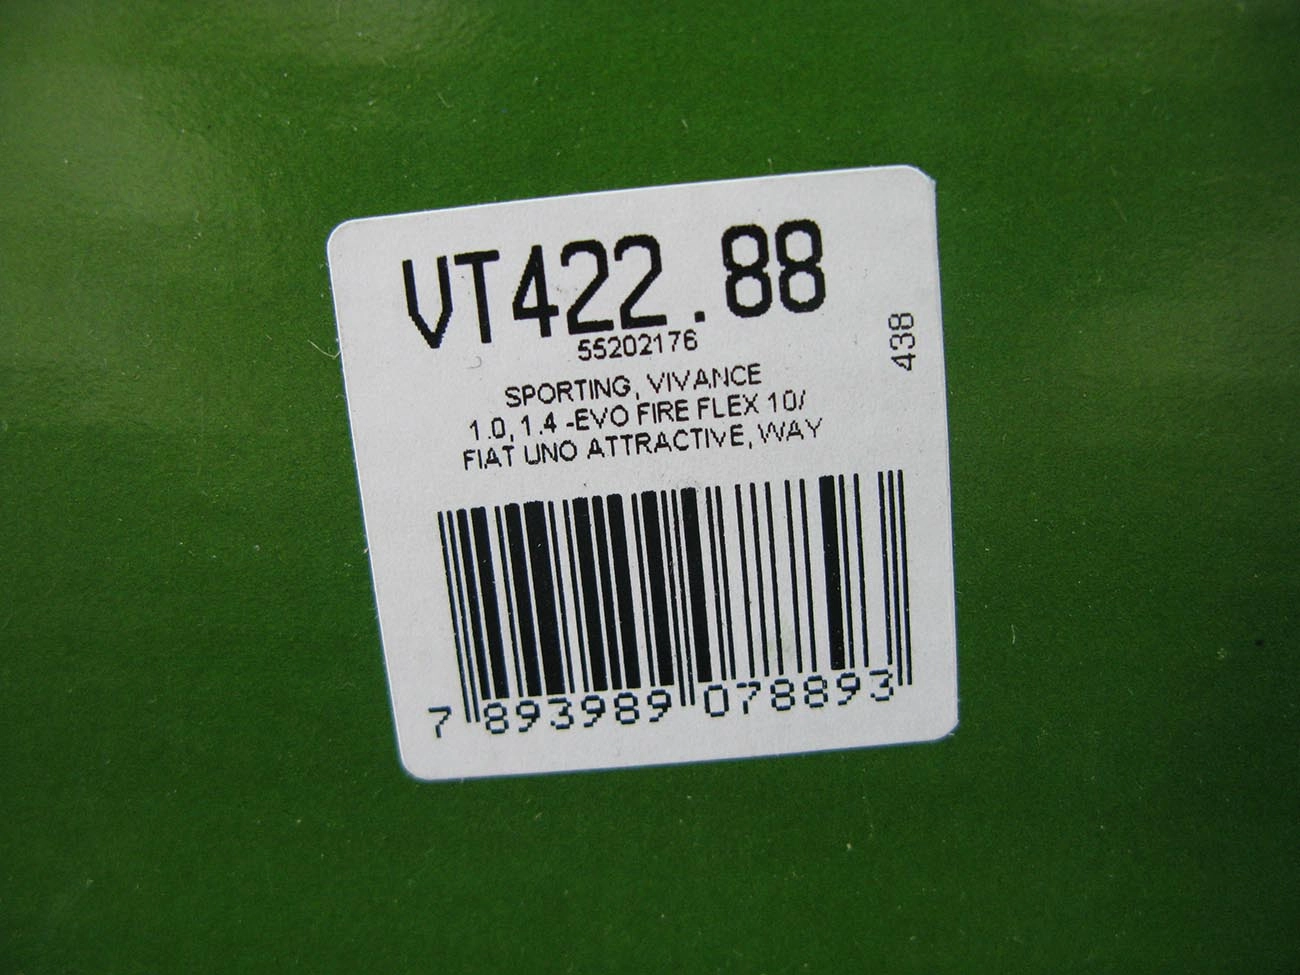 VT422.88
55202176
438
SPORTING, VIVANCE
1.0, 1.4 -EVO FIRE FLEX 10/
FIAT UNO ATTRACTIVE, WAY
7 893989 078893